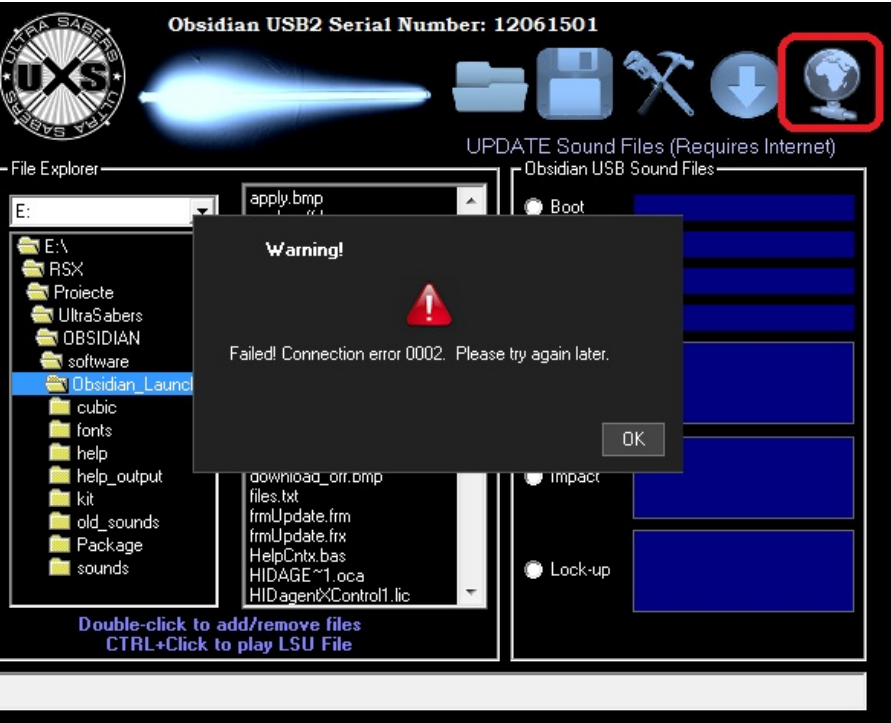 ULTRA SABERS
UXS
ULTRA SABERS
Obsidian USB2 Serial Number: 12061501
UPDATE Sound Files (Requires Internet)
File Explorer
E:
E:\
RSX
Proiecte
UltraSabers
OBSIDIAN
software
Obsidian_Launcl
cubic
fonts
help
help_output
kit
old_sounds
Package
sounds
apply.bmp
Warning!
Failed! Connection error 0002. Please try again later.
OK
download_off.bmp
files.txt
frmUpdate.frm
frmUpdate.frx
HelpCntx.bas
HIDAGE~1.oca
HIDagentXControl1.lic
Double-click to add/remove files
CTRL+Click to play LSU File
Obsidian USB Sound Files
Boot
Impact
Lock-up